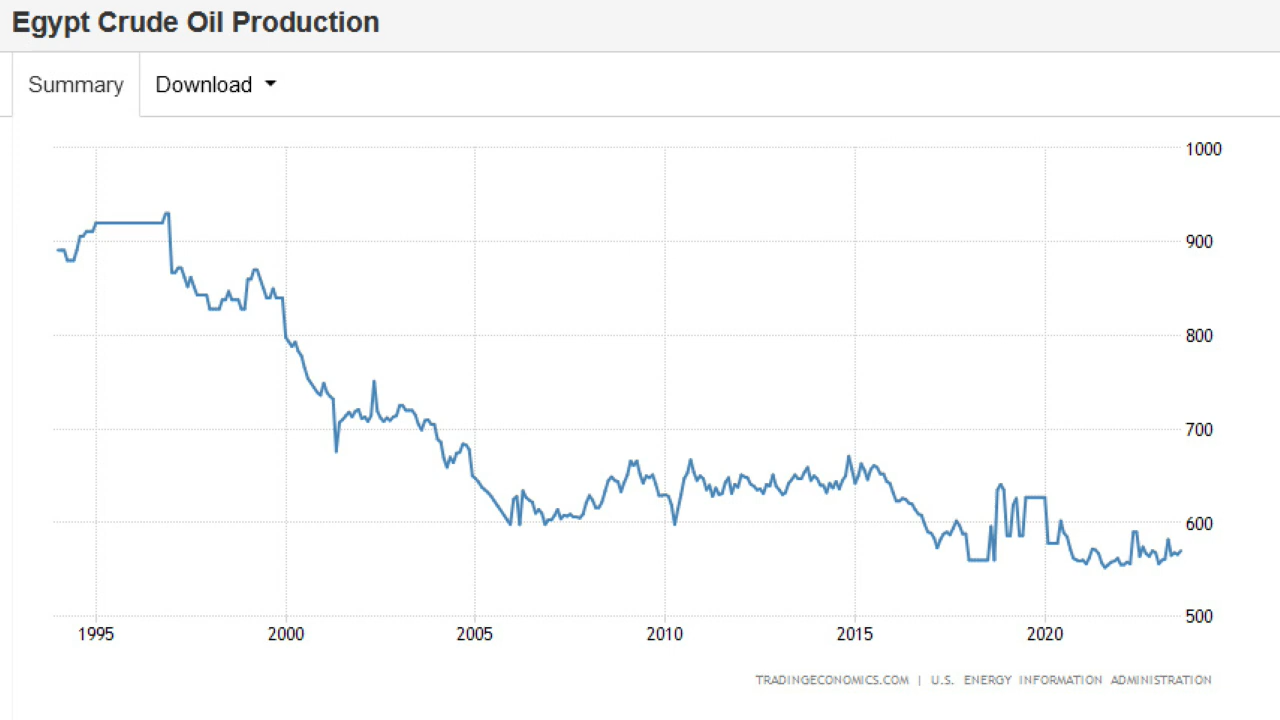 Egypt Crude Oil Production
Summary Download
1000
900
800
700
600
500
1995 2000 2005 2010 2015 2020
TRADINGECONOMICS.COM | U.S. ENERGY INFORMATION ADMINISTRATION